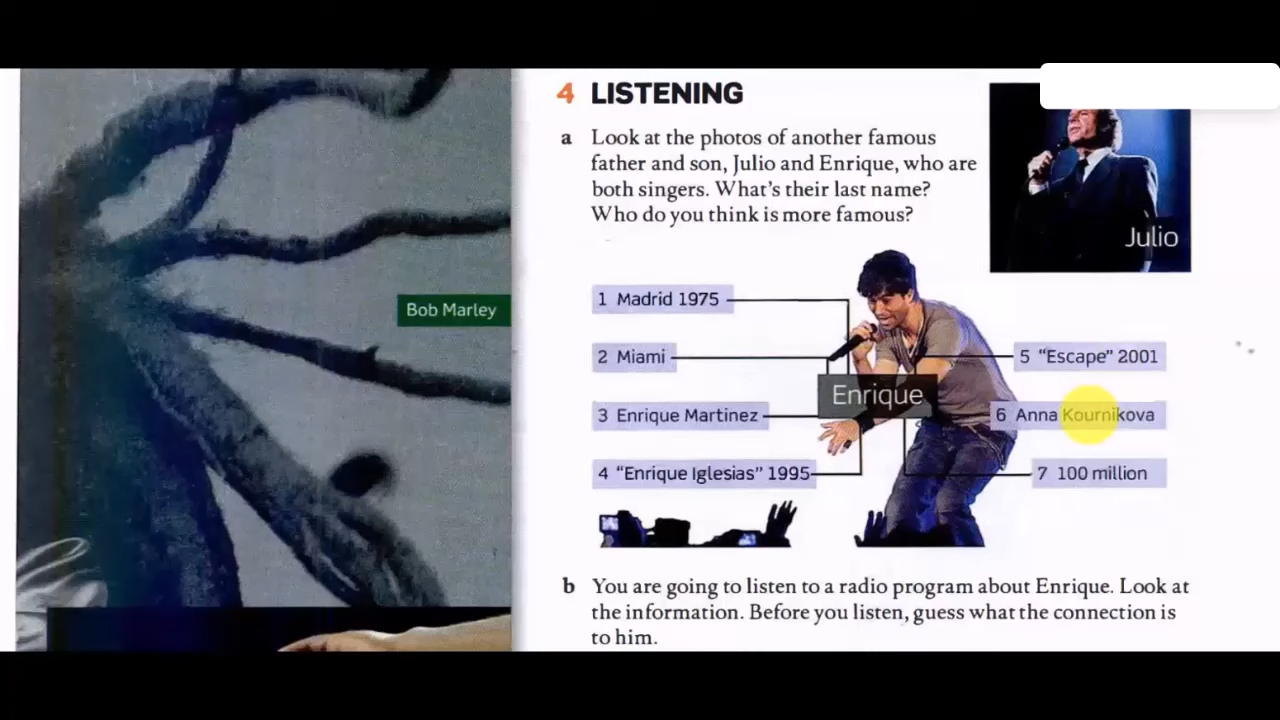 Bob Marley
4 LISTENING
a Look at the photos of another famous
father and son, Julio and Enrique, who are
both singers. What's their last name?
Who do you think is more famous?
Julio
1 Madrid 1975
2 Miami
3 Enrique Martinez
4 “Enrique Iglesias” 1995
Enrique
5 “Escape” 2001
6 Anna Kournikova
7 100 million
b You are going to listen to a radio program about Enrique. Look at
the information. Before you listen, guess what the connection is
to him.